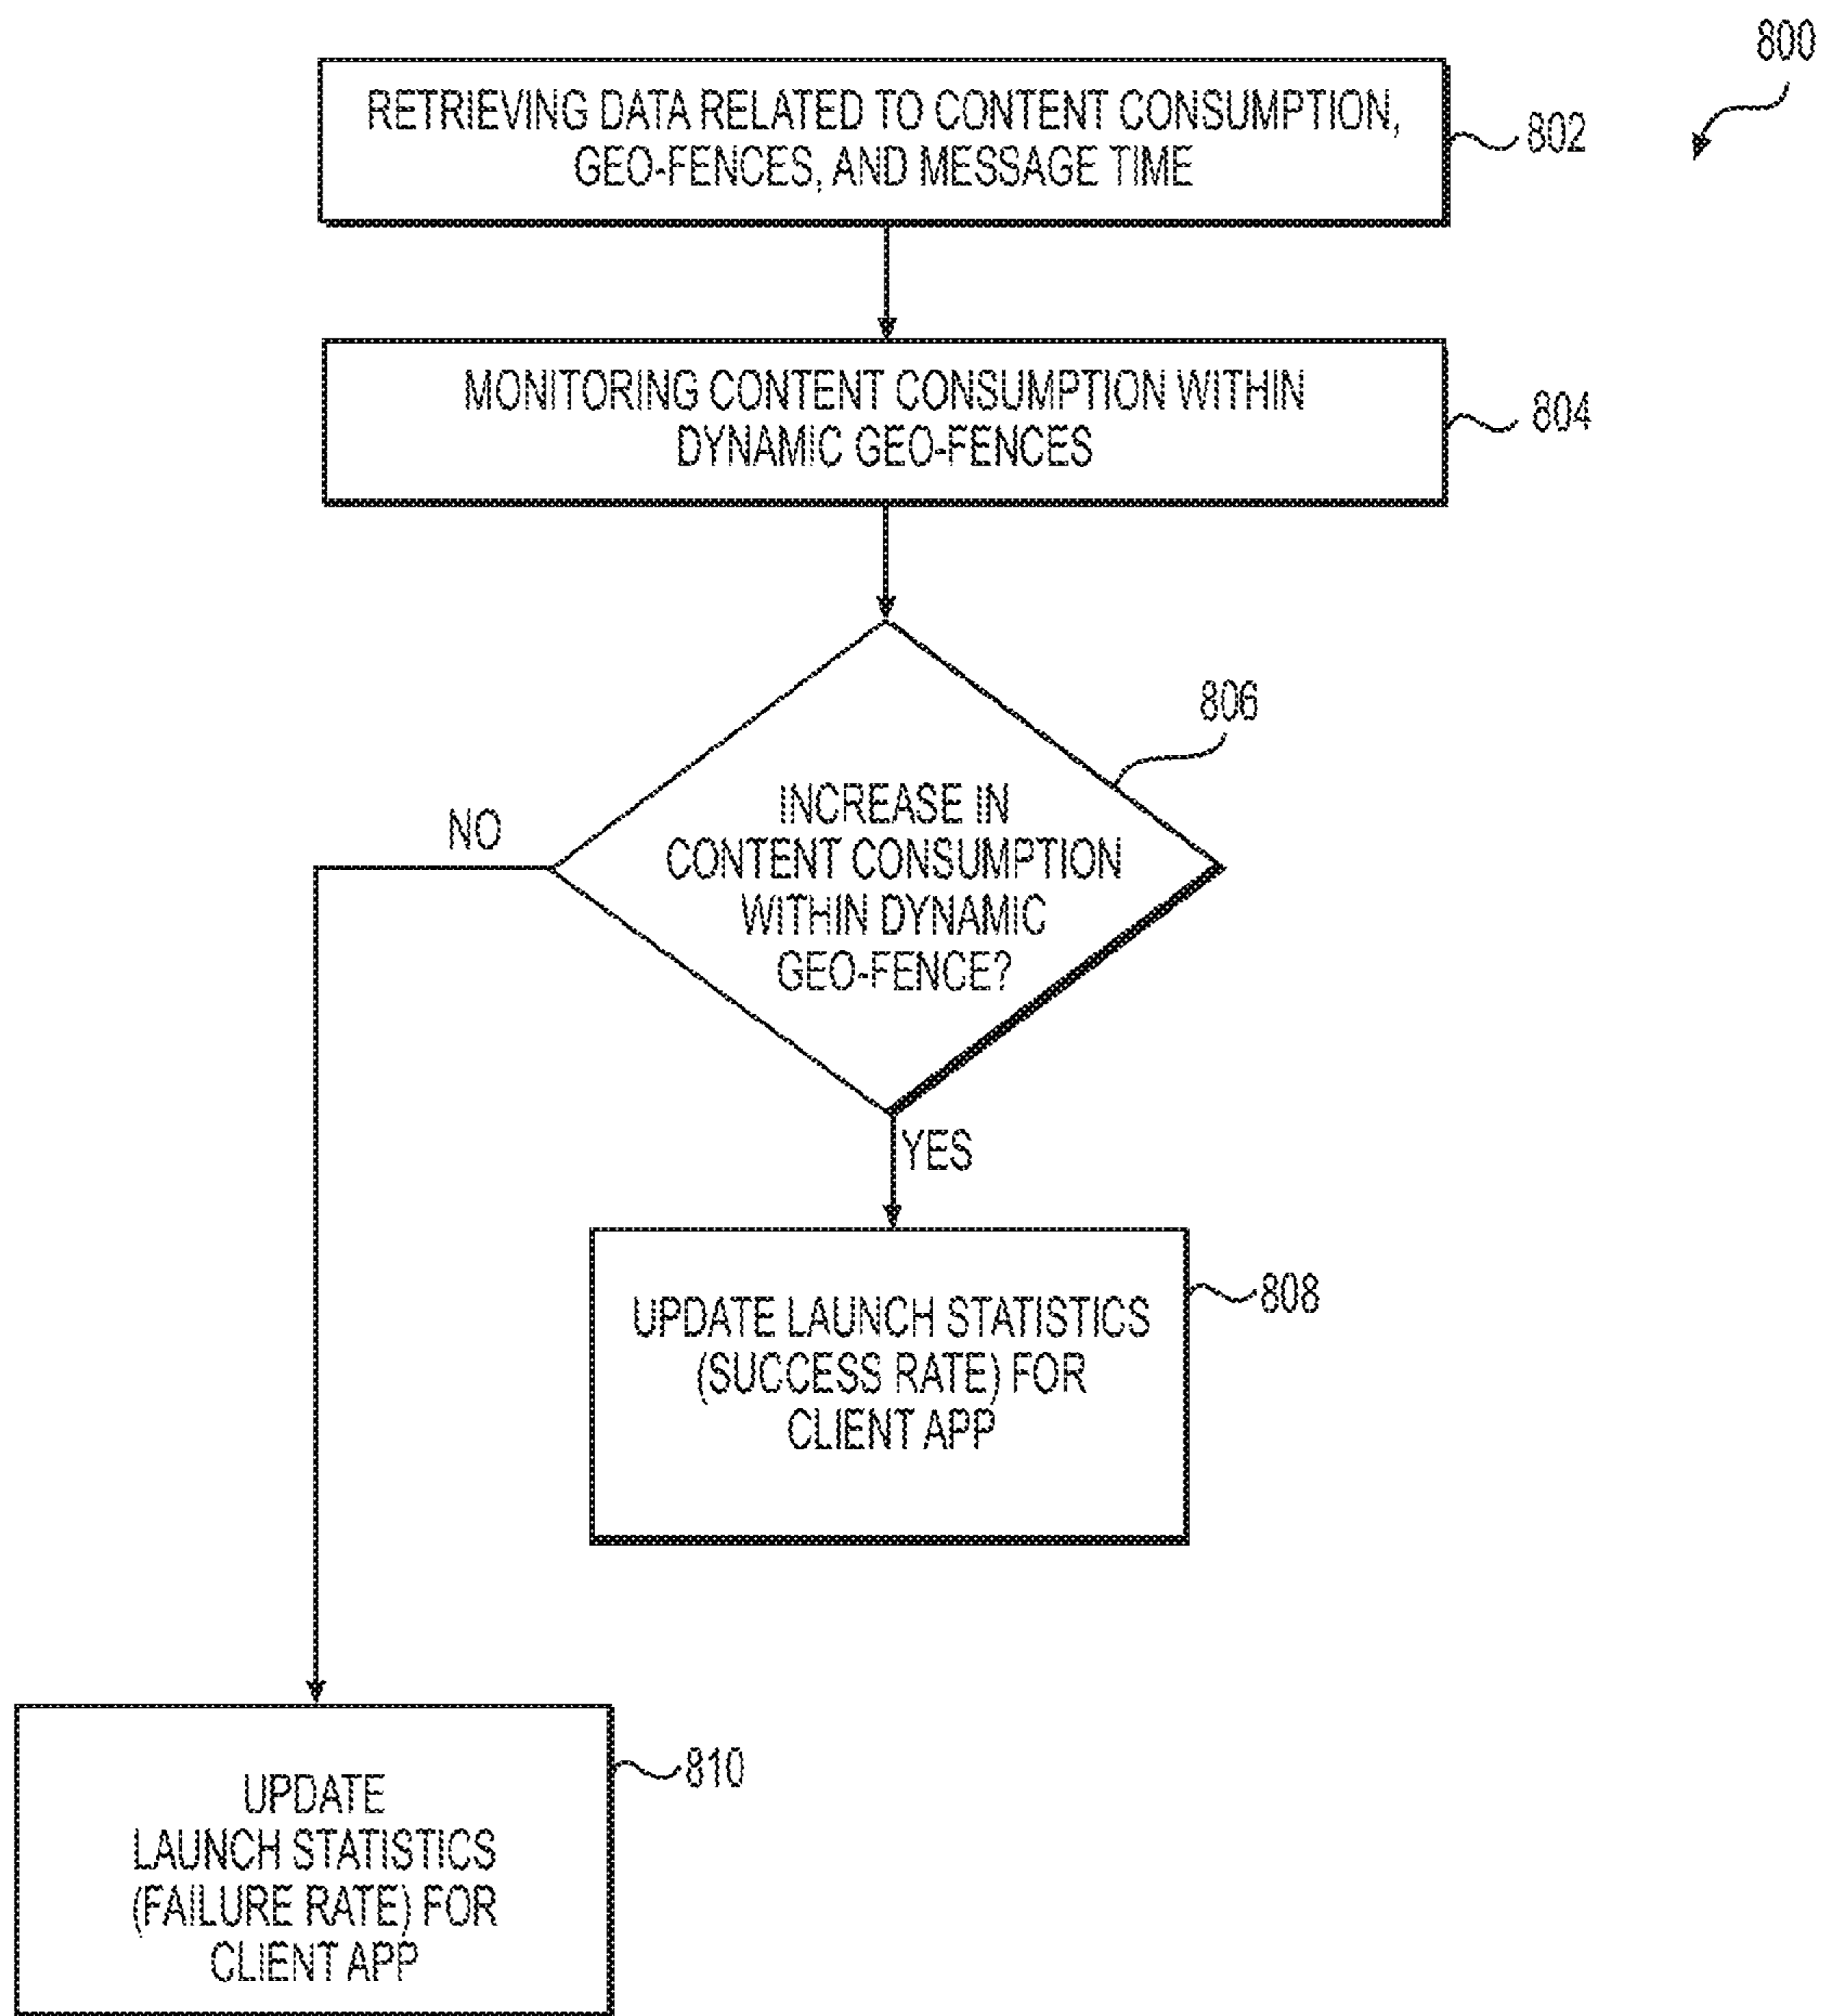 800
RETRIEVING DATA RELATED TO CONTENT CONSUMPTION,
GEO-FENCES, AND MESSAGE TIME
802
MONITORING CONTENT CONSUMPTION WITHIN
DYNAMIC GEO-FENCES
804
806
INCREASE IN
CONTENT CONSUMPTION
WITHIN DYNAMIC
GEO-FENCE?
NO
YES
UPDATE LAUNCH STATISTICS
(SUCCESS RATE) FOR
CLIENT APP
808
UPDATE
LAUNCH STATISTICS
(FAILURE RATE) FOR
CLIENT APP
810